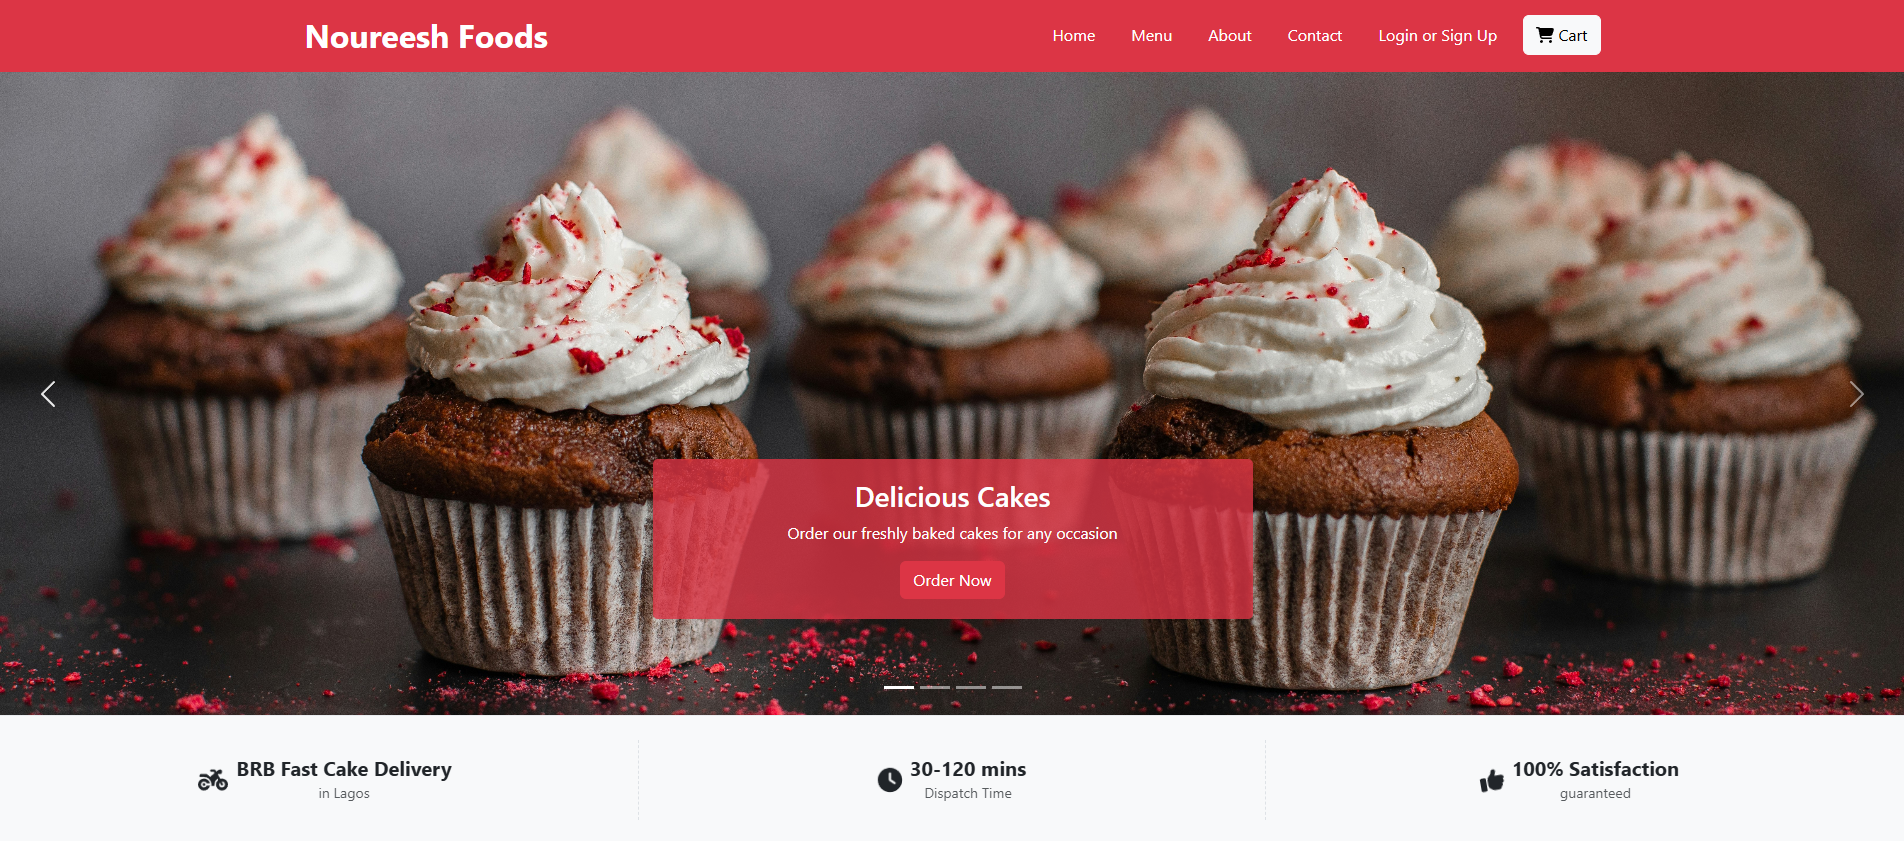 Noureesh Foods
Home Menu About Contact Login or Sign Up Cart
Delicious Cakes
Order our freshly baked cakes for any occasion
Order Now
BRB Fast Cake Delivery
in Lagos
30-120 mins
Dispatch Time
100% Satisfaction
guaranteed